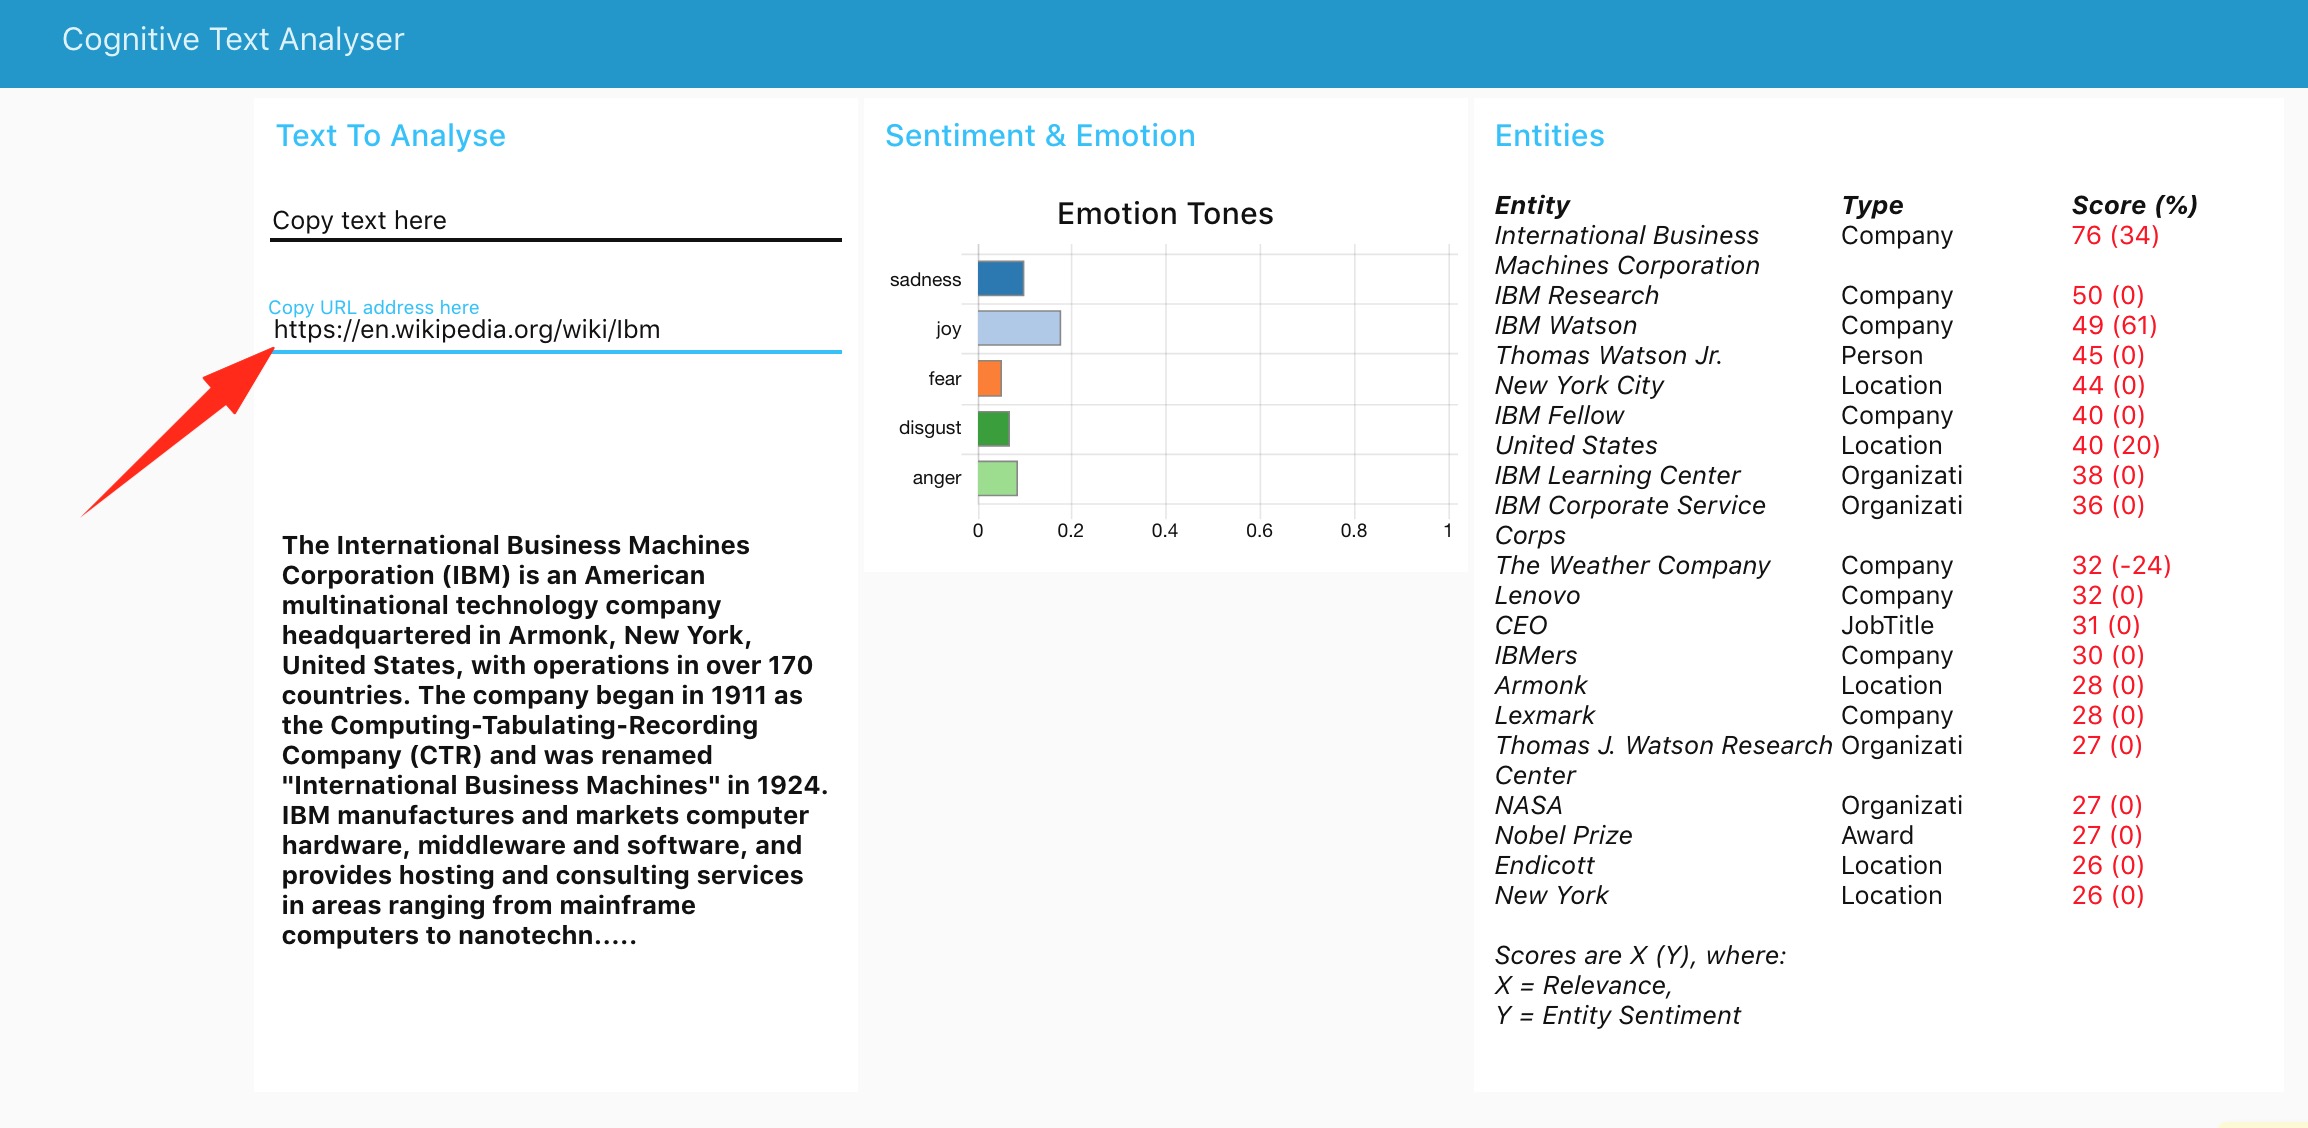 Cognitive Text Analyser
Text To Analyse
Copy text here
Copy URL address here
https://en.wikipedia.org/wiki/Ibm
The International Business Machines
Corporation (IBM) is an American
multinational technology company
headquartered in Armonk, New York,
United States, with operations in over 170
countries. The company began in 1911 as
the Computing-Tabulating-Recording
Company (CTR) and was renamed
"International Business Machines" in 1924.
IBM manufactures and markets computer
hardware, middleware and software, and
provides hosting and consulting services
in areas ranging from mainframe
computers to nanotechn.....
Sentiment & Emotion
Emotion Tones
sadness
joy
fear
disgust
anger
0 0.2 0.4 0.6 0.8 1
Entities
Entity Type Score (%)
International Business Company 76 (34)
Machines Corporation
IBM Research Company 50 (0)
IBM Watson Company 49 (61)
Thomas Watson Jr. Person 45 (0)
New York City Location 44 (0)
IBM Fellow Company 40 (0)
United States Location 40 (20)
IBM Learning Center Organizati 38 (0)
IBM Corporate Service Organizati 36 (0)
Corps
The Weather Company Company 32 (-24)
Lenovo Company 32 (0)
CEO JobTitle 31 (0)
IBMers Company 30 (0)
Armonk Location 28 (0)
Lexmark Company 28 (0)
Thomas J. Watson Research Organizati 27 (0)
Center
NASA Organizati 27 (0)
Nobel Prize Award 27 (0)
Endicott Location 26 (0)
New York Location 26 (0)
Scores are X (Y), where:
X = Relevance,
Y = Entity Sentiment